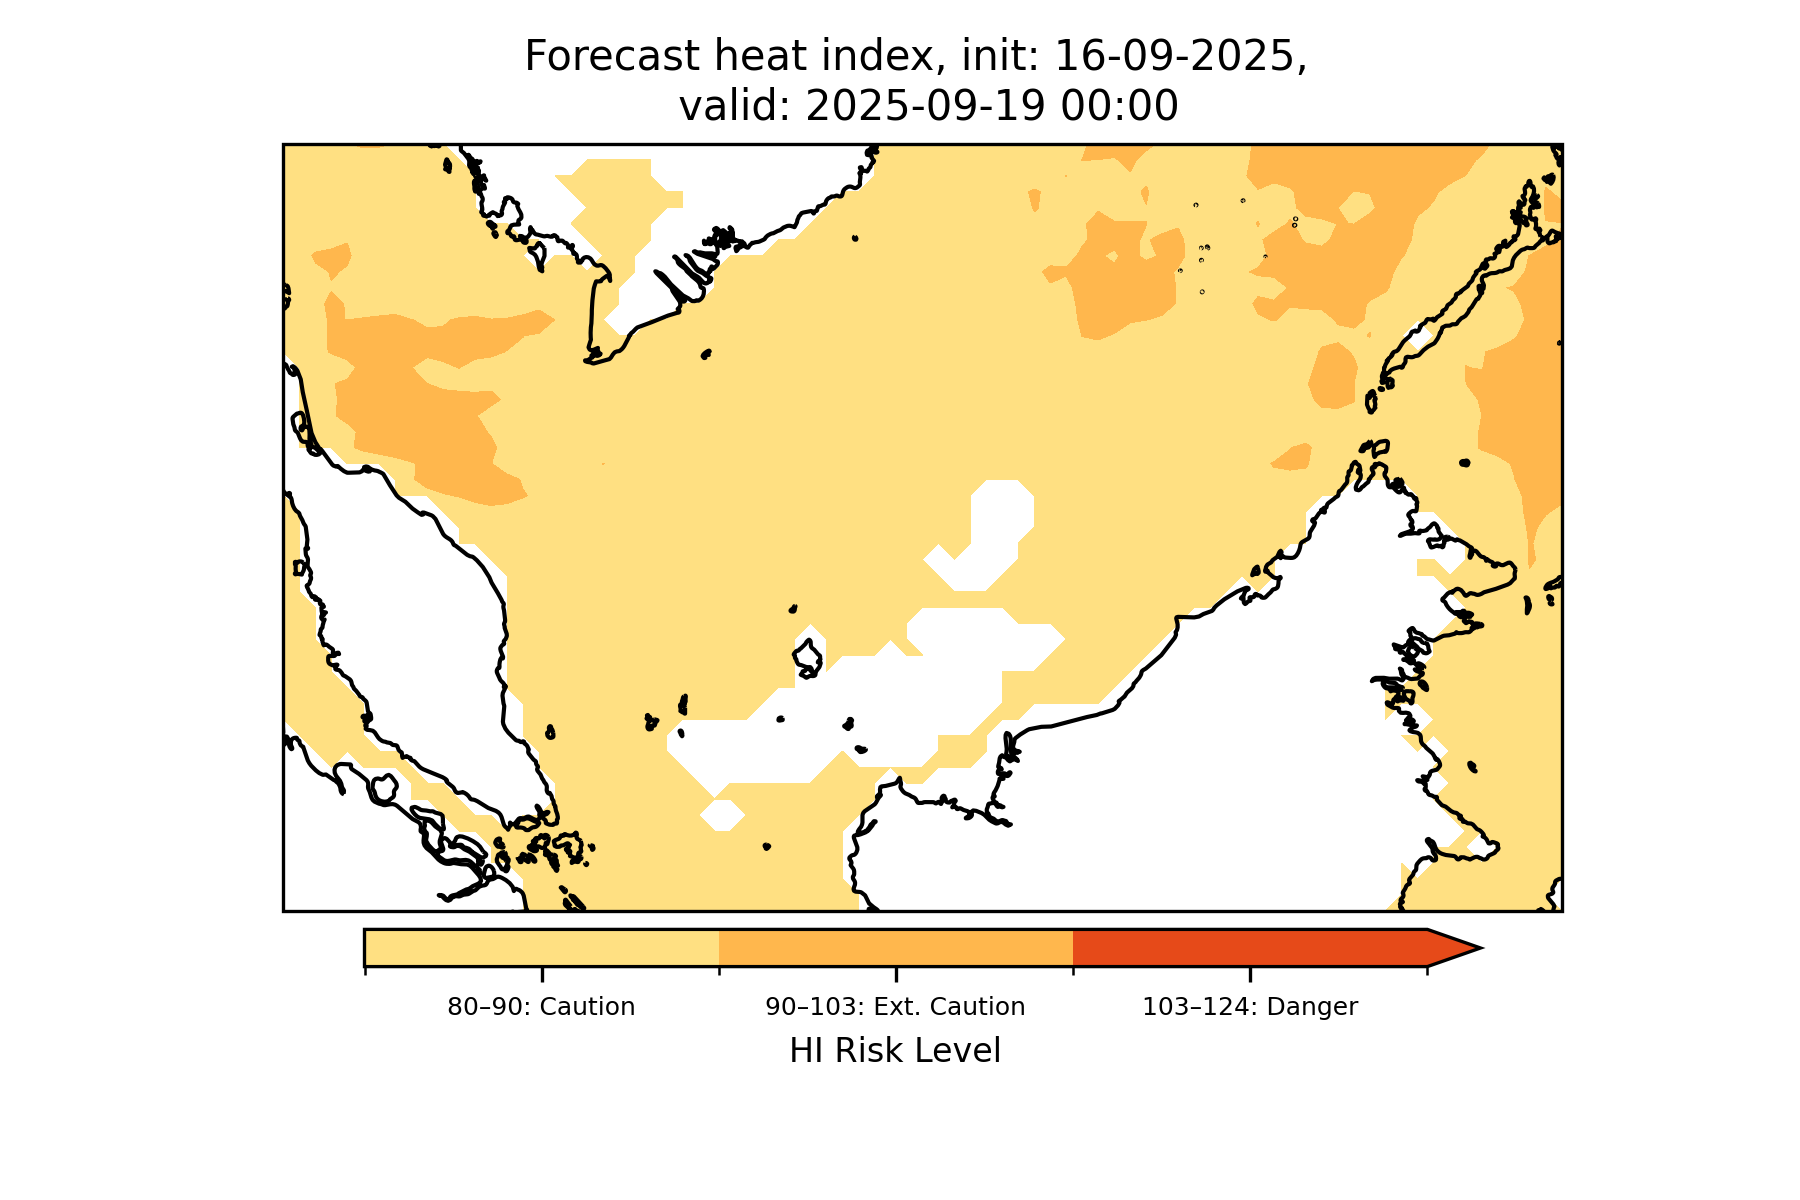 Forecast heat index, init: 16-09-2025,
valid: 2025-09-19 00:00
80–90: Caution
90–103: Ext. Caution
103–124: Danger
HI Risk Level